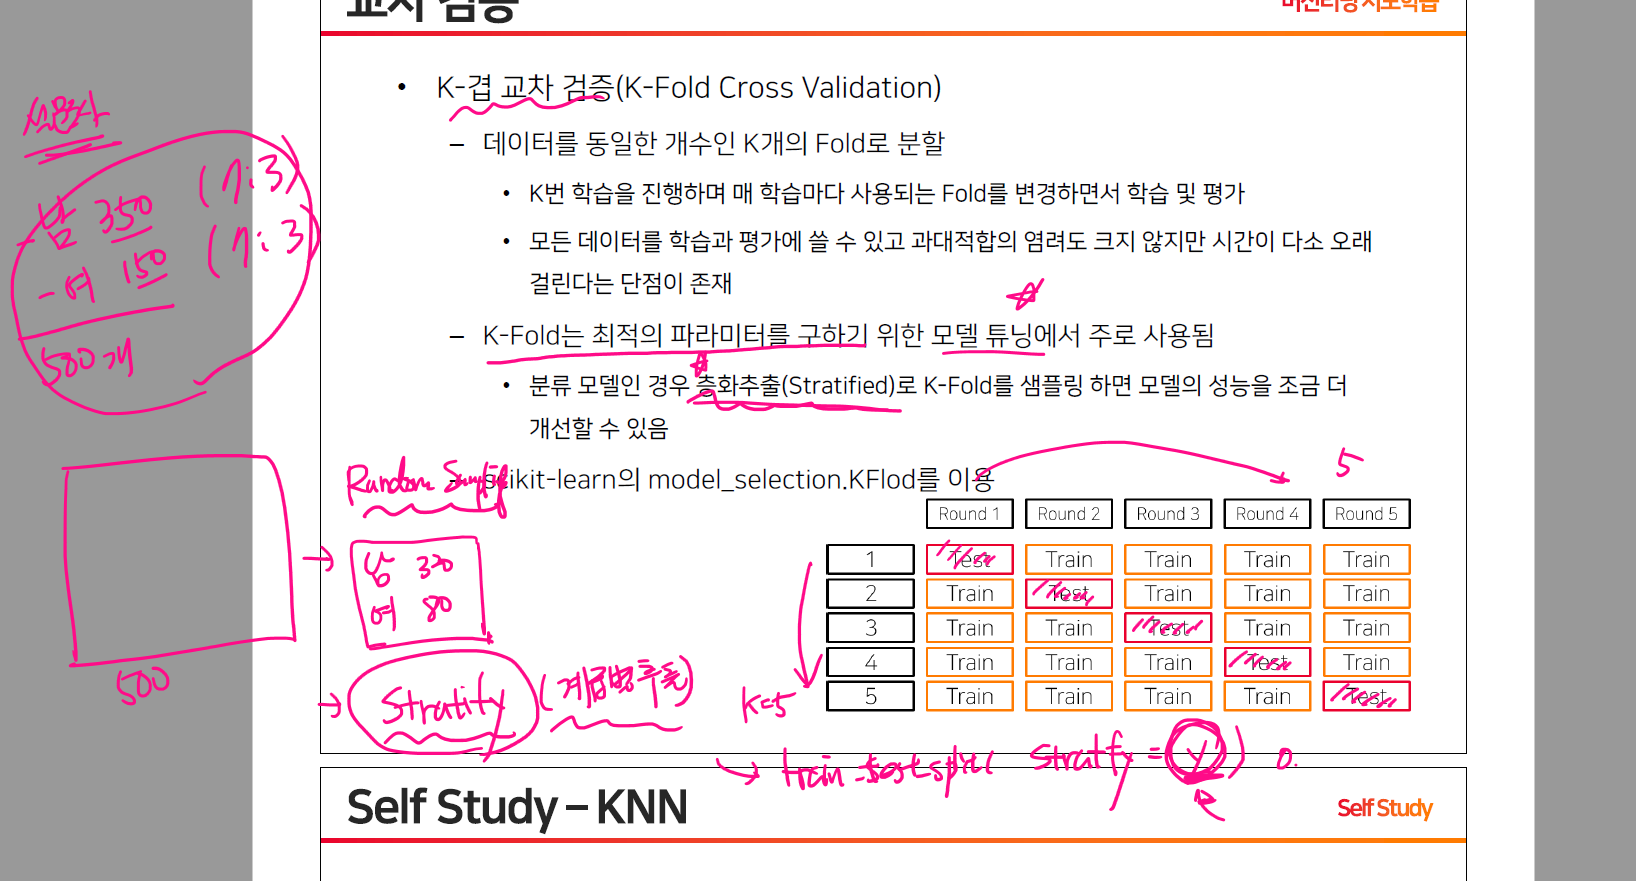 교차 검증
머신러닝 지도학습
• K-겹 교차 검증(K-Fold Cross Validation)
– 데이터를 동일한 개수인 K개의 Fold로 분할
• K번 학습을 진행하며 매 학습마다 사용되는 Fold를 변경하면서 학습 및 평가
• 모든 데이터를 학습과 평가에 쓸 수 있고 과대적합의 염려도 크지 않지만 시간이 다소 오래
걸린다는 단점이 존재
– K-Fold는 최적의 파라미터를 구하기 위한 모델 튜닝에서 주로 사용됨
• 분류 모델인 경우 층화추출(Stratified)로 K-Fold를 샘플링 하면 모델의 성능을 조금 더
개선할 수 있음
– scikit-learn의 model_selection.KFlod를 이용
- 남 350 (7:3)
- 여 150 (7:3)
500개
500
Random
남 320
여 80
Stratify (계급별추출)
5
Round 1 Round 2 Round 3 Round 4 Round 5
1 Test Train Train Train Train
2 Train Test Train Train Train
3 Train Train Test Train Train
4 Train Train Train Test Train
5 Train Train Train Train Test
K=5
train-test split Stratfy = y)
Self Study – KNN
Self Study